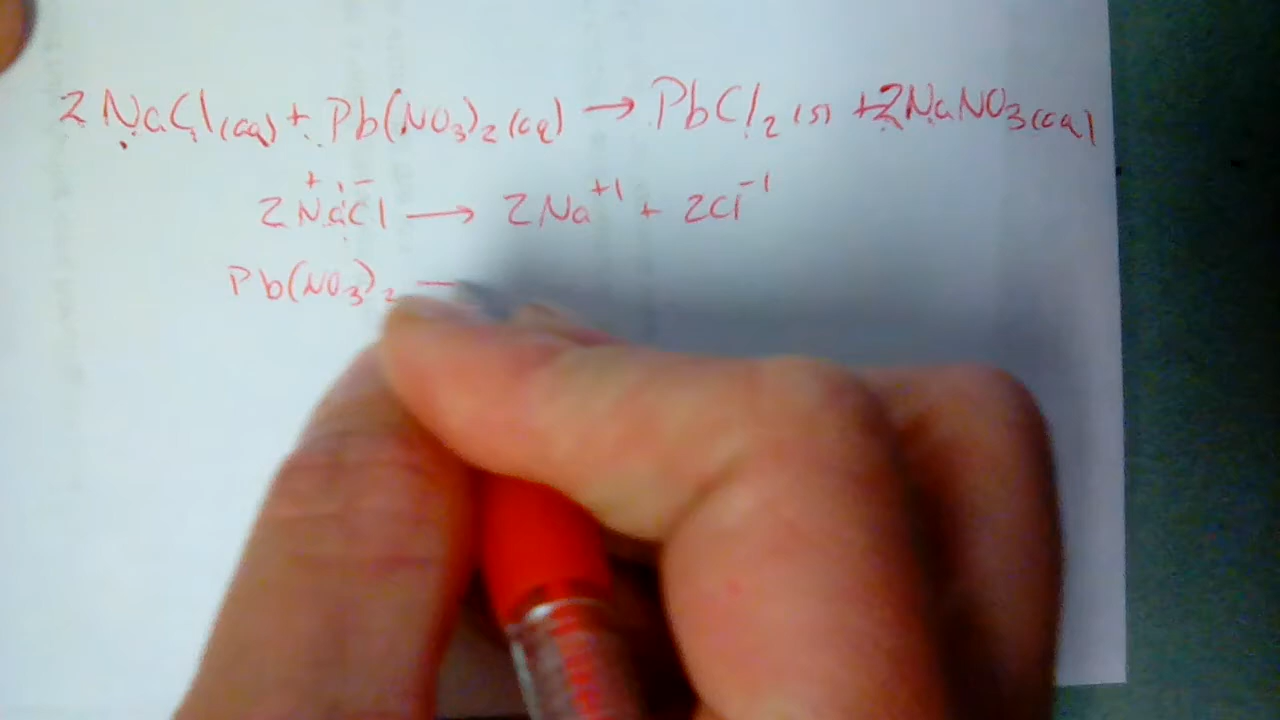 2NaCl(aq) + Pb(NO3)2(aq) → PbCl2(s) + 2NaNO3(aq)
+ -
2NaCl → 2Na+1 + 2Cl-1
Pb(NO3)2 —